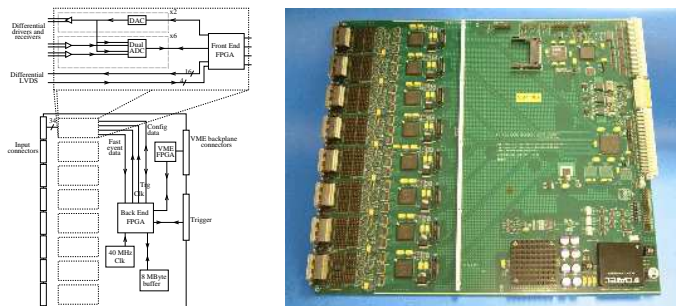 x2
Differential
drivers and
receivers
DAC
x6
Dual
ADC
Front End
FPGA
Differential
LVDS
16
4
34
Input
connectors
Fast
event
data
Config
data
VME
FPGA
VME backplane
connectors
Trg
Clk
Back End
FPGA
Trigger
40 MHz
Clk
8 MByte
buffer